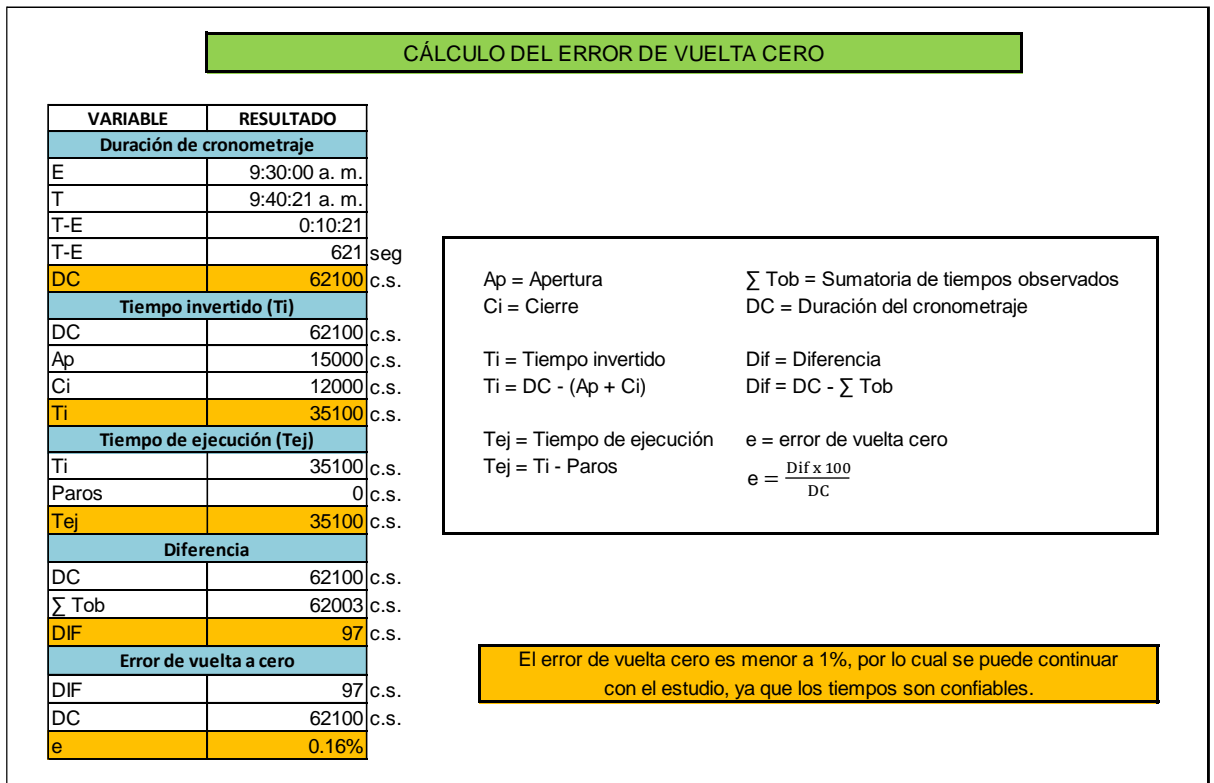 CÁLCULO DEL ERROR DE VUELTA CERO
VARIABLE RESULTADO
Duración de cronometraje
E 9:30:00 a. m.
T 9:40:21 a. m.
T-E 0:10:21
T-E 621 seg
DC 62100 c.s.
Tiempo invertido (Ti)
DC 62100 c.s.
Ap 15000 c.s.
Ci 12000 c.s.
Ti 35100 c.s.
Tiempo de ejecución (Tej)
Ti 35100 c.s.
Paros 0 c.s.
Tej 35100 c.s.
Diferencia
DC 62100 c.s.
∑ Tob 62003 c.s.
DIF 97 c.s.
Error de vuelta a cero
DIF 97 c.s.
DC 62100 c.s.
e 0.16%
Ap = Apertura
Ci = Cierre
Ti = Tiempo invertido
Ti = DC - (Ap + Ci)
Tej = Tiempo de ejecución
Tej = Ti - Paros
∑ Tob = Sumatoria de tiempos observados
DC = Duración del cronometraje
Dif = Diferencia
Dif = DC - ∑ Tob
e = error de vuelta cero
e = Dif x 100 / DC
El error de vuelta cero es menor a 1%, por lo cual se puede continuar
con el estudio, ya que los tiempos son confiables.